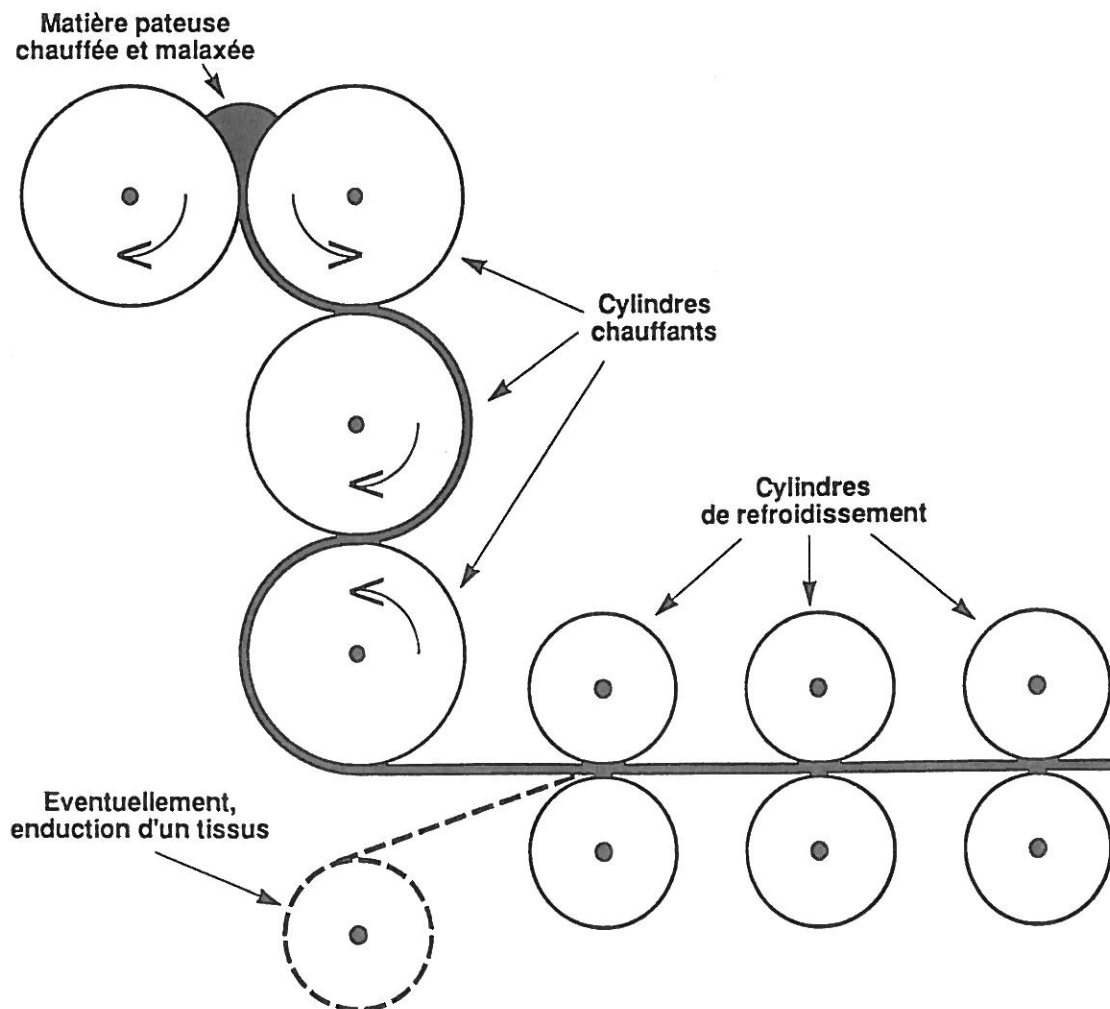 Matière pateuse
chauffée et malaxée
Cylindres
chauffants
Cylindres
de refroidissement
Eventuellement,
enduction d'un tissus